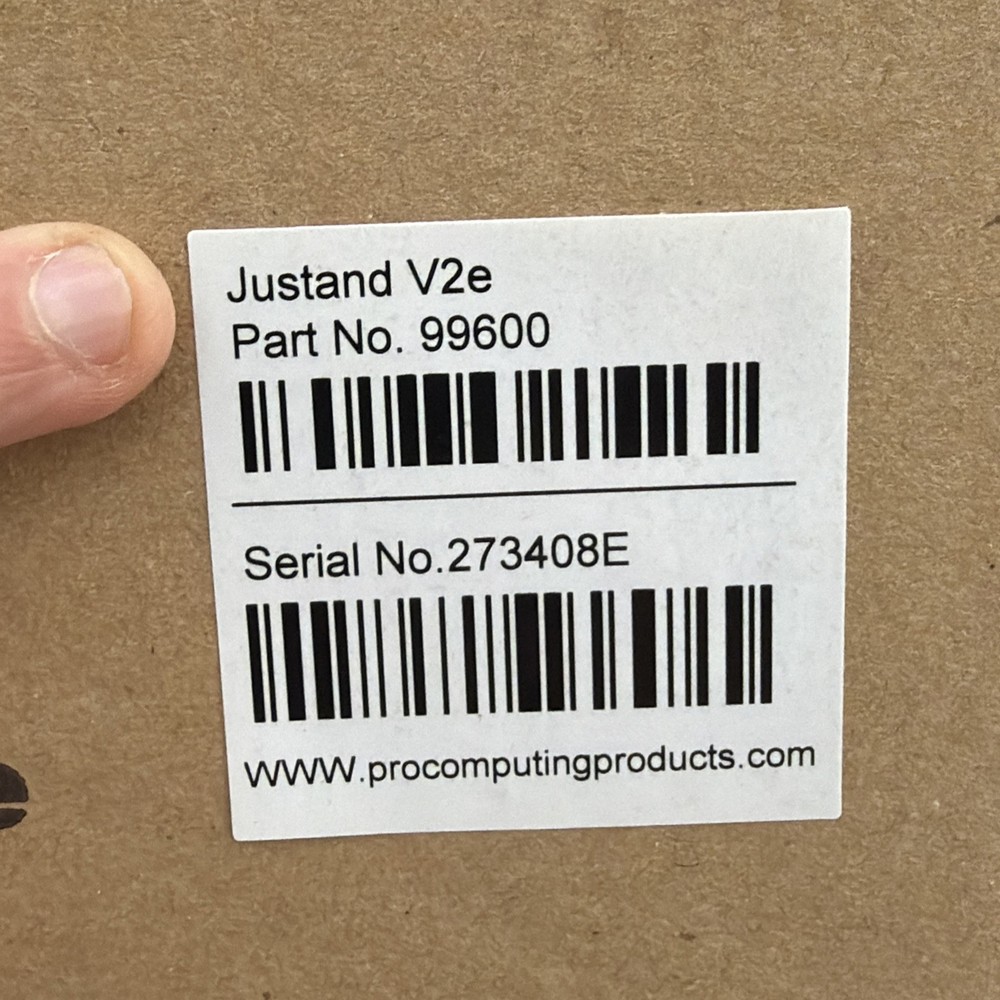 Justand V2e
Part No. 99600
Serial No.273408E
www.procomputingproducts.com